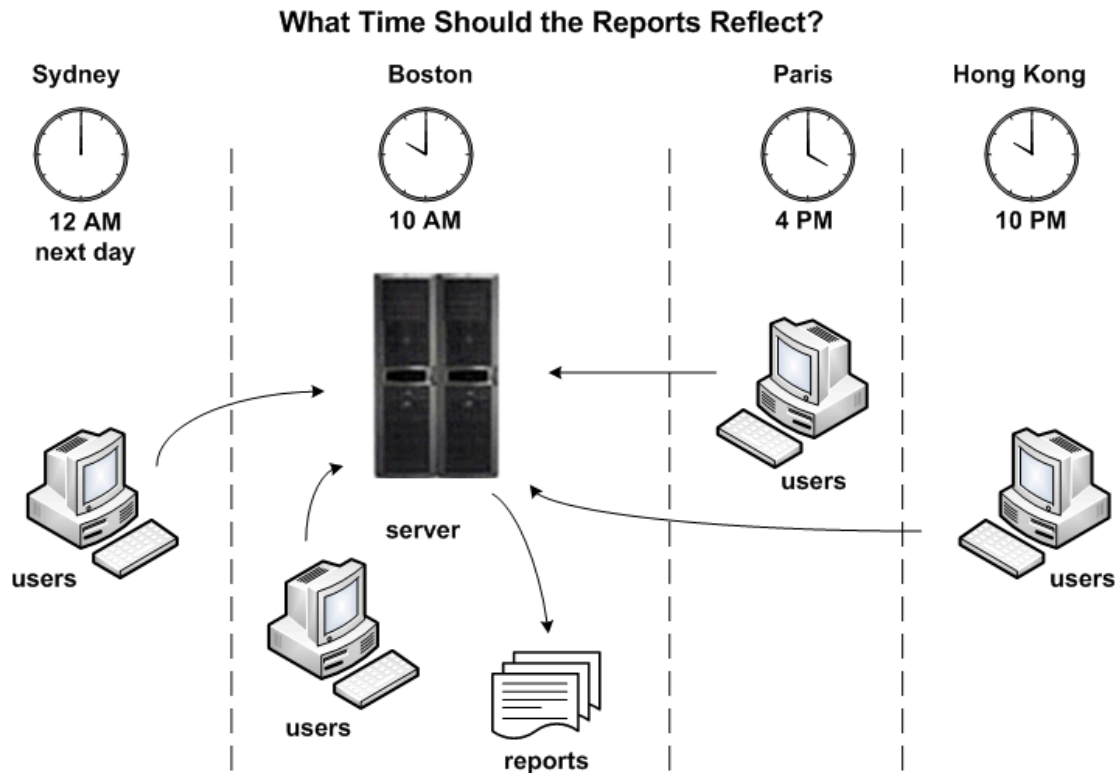 What Time Should the Reports Reflect?
Sydney
Boston
Paris
Hong Kong
12 AM
next day
10 AM
4 PM
10 PM
users
server
users
users
users
reports